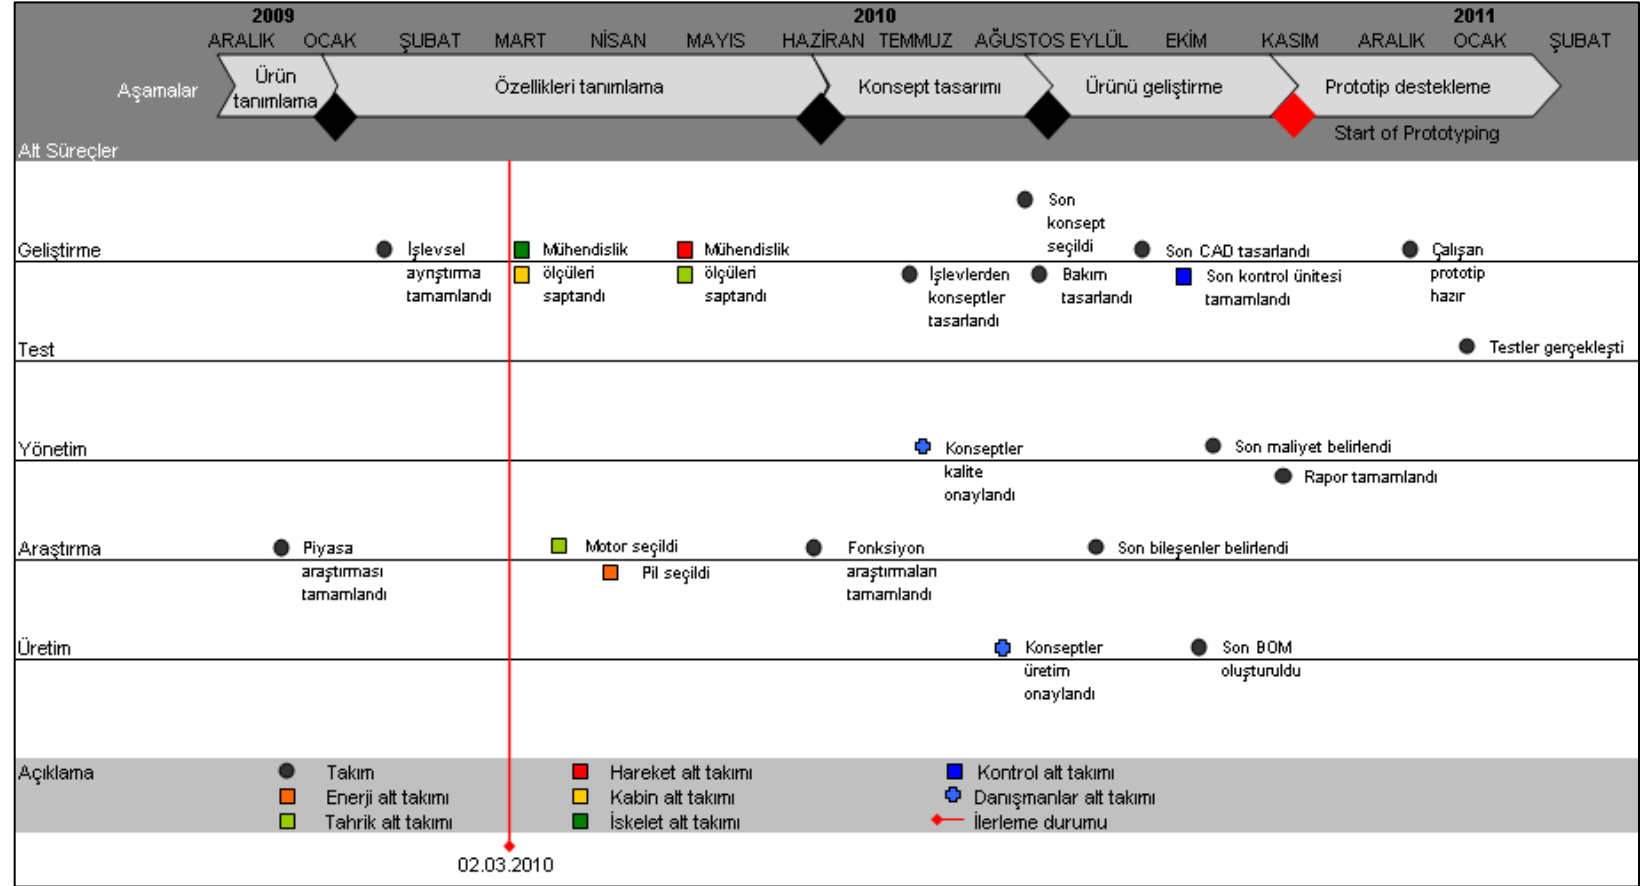 2009 2010 2011
ARALIK OCAK ŞUBAT MART NİSAN MAYIS HAZİRAN TEMMUZ AĞUSTOS EYLÜL EKİM KASIM ARALIK OCAK ŞUBAT
Aşamalar
Ürün
tanımlama
Özellikleri tanımlama
Konsept tasarımı
Ürünü geliştirme
Prototip destekleme
Start of Prototyping
Alt Süreçler
Geliştirme
İşlevsel
ayrıştırma
tamamlandı
Mühendislik
ölçüleri
saptandı
Mühendislik
ölçüleri
saptandı
İşlevlerden
konseptler
tasarlandı
Son
konsept
seçildi
Bakım
tasarlandı
Son CAD tasarlandı
Son kontrol ünitesi
tamamlandı
Çalışan
prototip
hazır
Test
Testler gerçekleşti
Yönetim
Konseptler
kalite
onaylandı
Son maliyet belirlendi
Rapor tamamlandı
Araştırma
Piyasa
araştırması
tamamlandı
Motor seçildi
Pil seçildi
Fonksiyon
araştırmaları
tamamlandı
Son bileşenler belirlendi
Üretim
Konseptler
üretim
onaylandı
Son BOM
oluşturuldu
Açıklama
Takım
Enerji alt takımı
Tahrik alt takımı
Hareket alt takımı
Kabin alt takımı
İskelet alt takımı
Kontrol alt takımı
Danışmanlar alt takımı
İlerleme durumu
02.03.2010